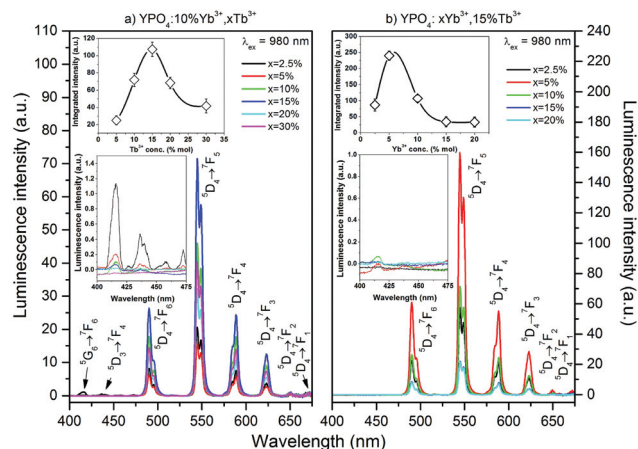 a) YPO₄:10%Yb³⁺,xTb³⁺
b) YPO₄: xYb³⁺,15%Tb³⁺
Luminescence intensity (a.u.)
110
100
90
80
70
60
50
40
30
20
10
0
λex = 980 nm
x=2.5%
x=5%
x=10%
x=15%
x=20%
x=30%
Integrated intensity (a.u.)
120
100
80
60
40
20
0
0 5 10 15 20 25 30 35
Tb³⁺ conc. (% mol)
Luminescence intensity (a.u.)
1.4
1.2
1.0
0.8
0.6
0.4
0.2
0.0
400 425 450 475
Wavelength (nm)
⁵G₆→⁷F₆
⁵D₃→⁷F₄
⁵D₄→⁷F₆
⁵D₄→⁷F₅
⁵D₄→⁷F₄
⁵D₄→⁷F₃
⁵D₄→⁷F₂
⁵D₄→⁷F₁
400 450 500 550 600 650
λex = 980 nm
x=2.5%
x=5%
x=10%
x=15%
x=20%
Integrated intensity (a.u.)
300
250
200
150
100
50
0
5 10 15 20
Yb³⁺ conc. (% mol)
Luminescence intensity (a.u.)
1.0
0.8
0.6
0.4
0.2
0.0
400 425 450 475
Wavelength (nm)
⁵D₄→⁷F₆
⁵D₄→⁷F₅
⁵D₄→⁷F₄
⁵D₄→⁷F₃
⁵D₄→⁷F₂
⁵D₄→⁷F₁
400 450 500 550 600 650
240
220
200
180
160
140
120
100
80
60
40
20
0
Luminescence intensity (a.u.)
Wavelength (nm)